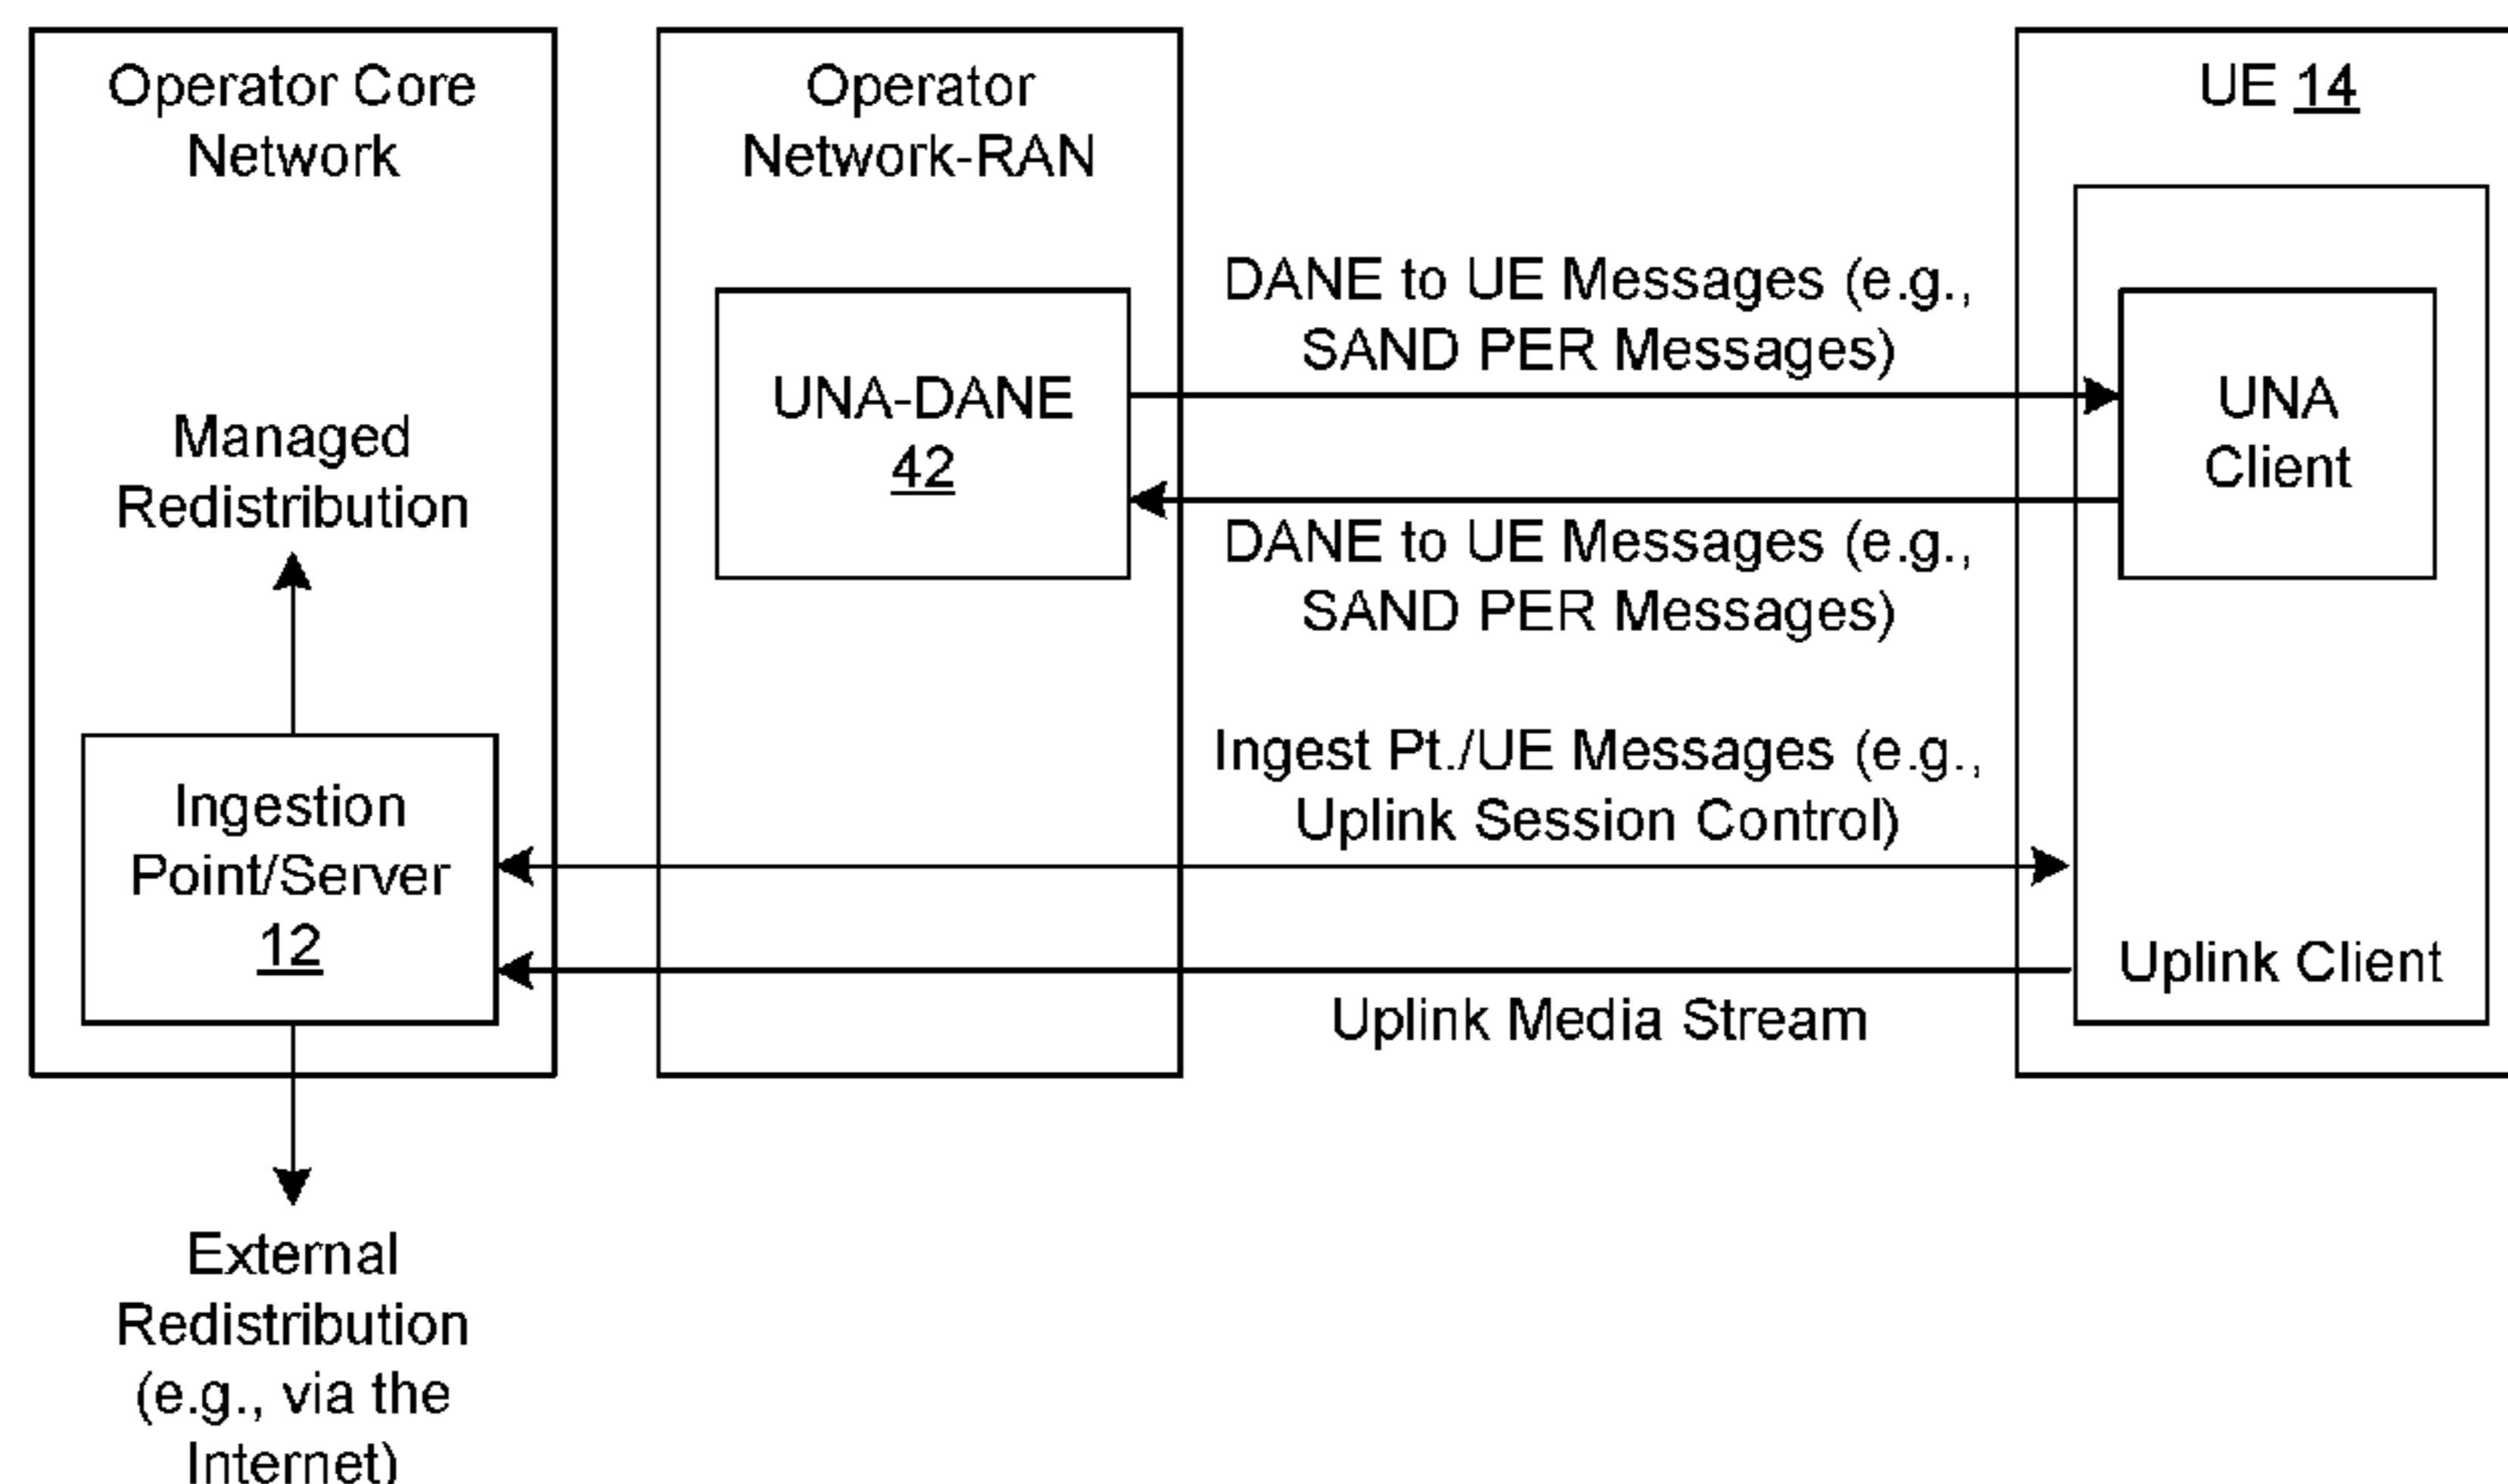 Operator Core
Network
Managed
Redistribution
Ingestion
Point/Server
12
External
Redistribution
(e.g., via the
Internet)
Operator
Network-RAN
UNA-DANE
42
DANE to UE Messages (e.g.,
SAND PER Messages)
DANE to UE Messages (e.g.,
SAND PER Messages)
Ingest Pt./UE Messages (e.g.,
Uplink Session Control)
Uplink Media Stream
UE 14
UNA
Client
Uplink Client